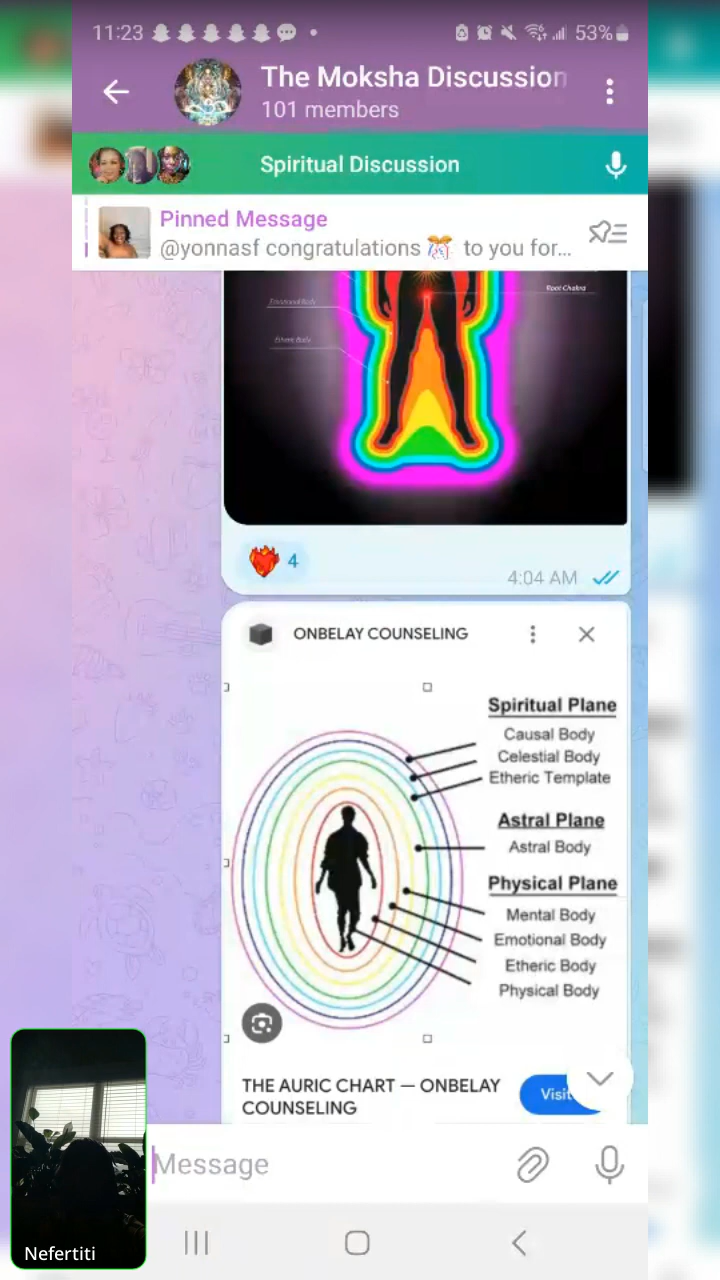 11:23
53%
The Moksha Discussion
101 members
Spiritual Discussion
Pinned Message
@yonnasf congratulations to you for...
Root Chakra
Emotional Body
Etheric Body
4
4:04 AM
ONBELAY COUNSELING
Spiritual Plane
Causal Body
Celestial Body
Etheric Template
Astral Plane
Astral Body
Physical Plane
Mental Body
Emotional Body
Etheric Body
Physical Body
THE AURIC CHART — ONBELAY
COUNSELING
Visit
Message
Nefertiti